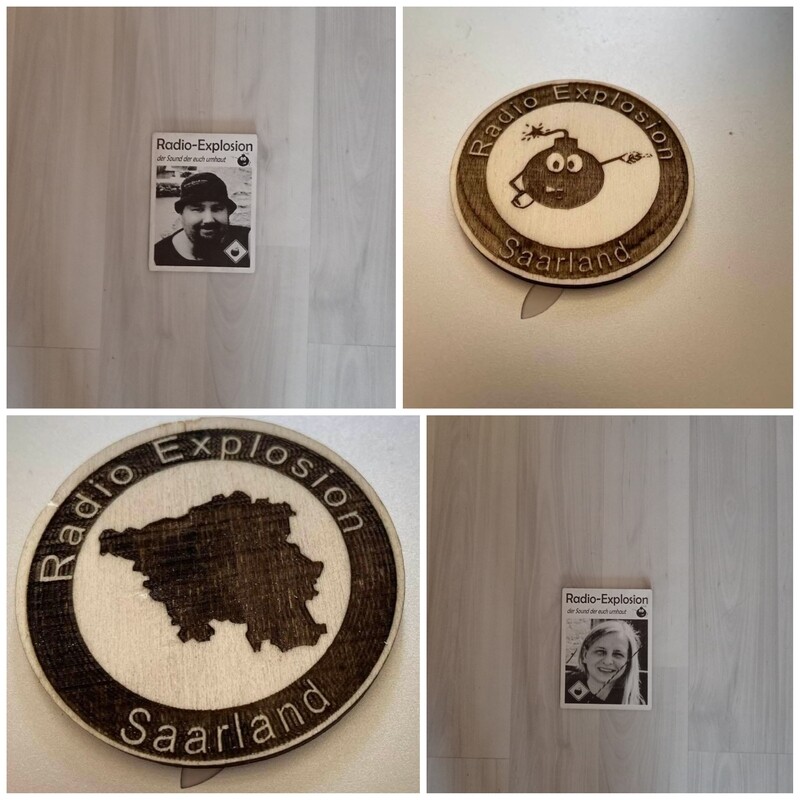 Radio-Explosion
der Sound der euch umhaut
Radio Explosion
Saarland
Radio Explosion
Saarland
Radio-Explosion
der Sound der euch umhaut